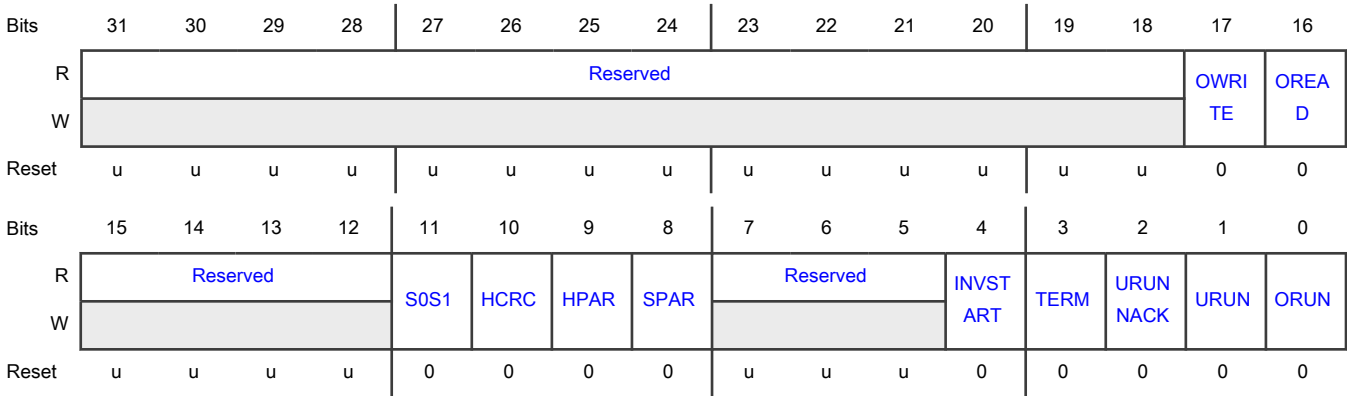 Bits 31 30 29 28 27 26 25 24 23 22 21 20 19 18 17 16
R Reserved OWRI OREA
W TE D
Reset u u u u u u u u u u u u u u 0 0
Bits 15 14 13 12 11 10 9 8 7 6 5 4 3 2 1 0
R Reserved S0S1 HCRC HPAR SPAR Reserved INVST TERM URUN URUN ORUN
W ART NACK
Reset u u u u 0 0 0 0 u u u 0 0 0 0 0